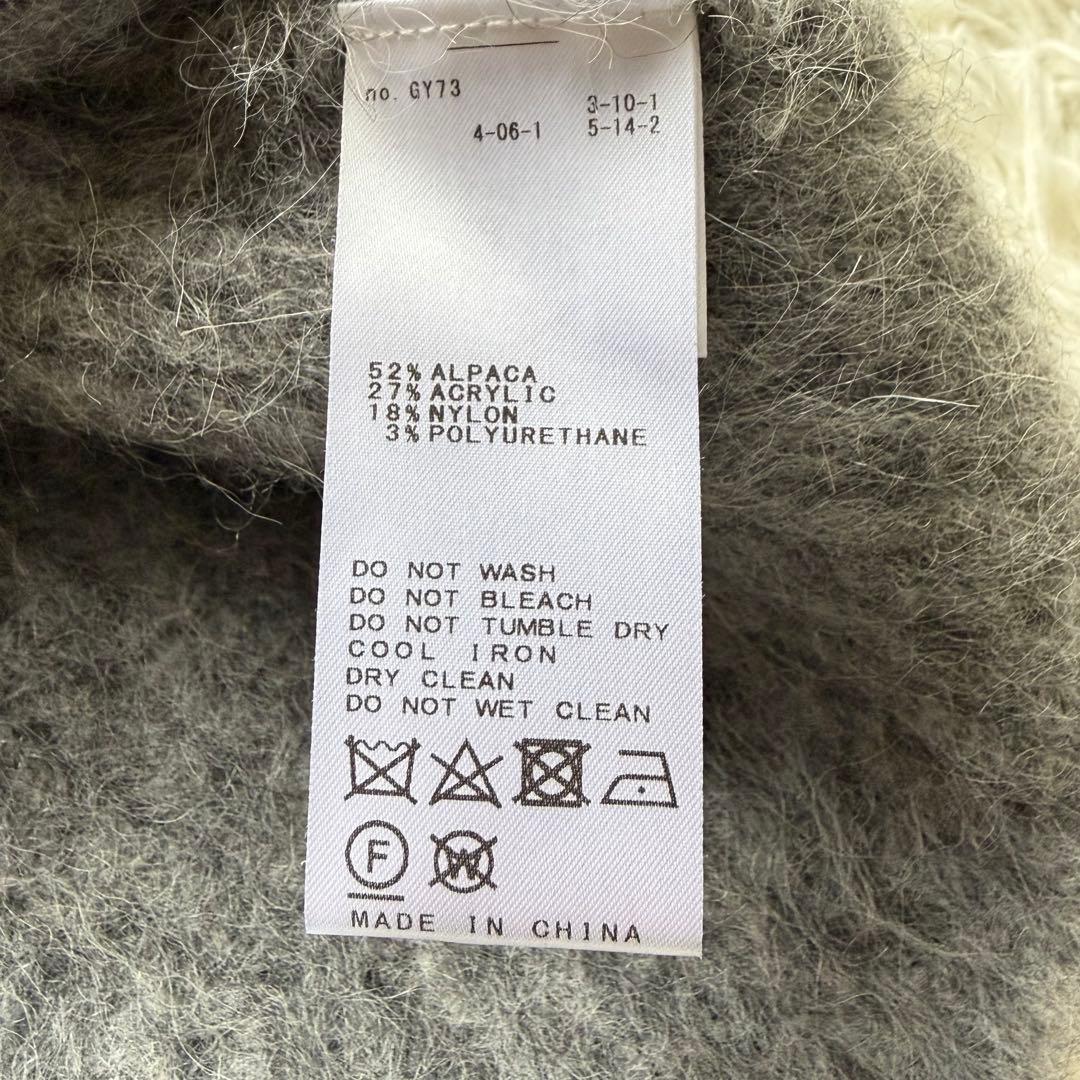 no. GY73
3-10-1
4-06-1 5-14-2
52% ALPACA
27% ACRYLIC
18% NYLON
3% POLYURETHANE
DO NOT WASH
DO NOT BLEACH
DO NOT TUMBLE DRY
COOL IRON
DRY CLEAN
DO NOT WET CLEAN
F W
MADE IN CHINA